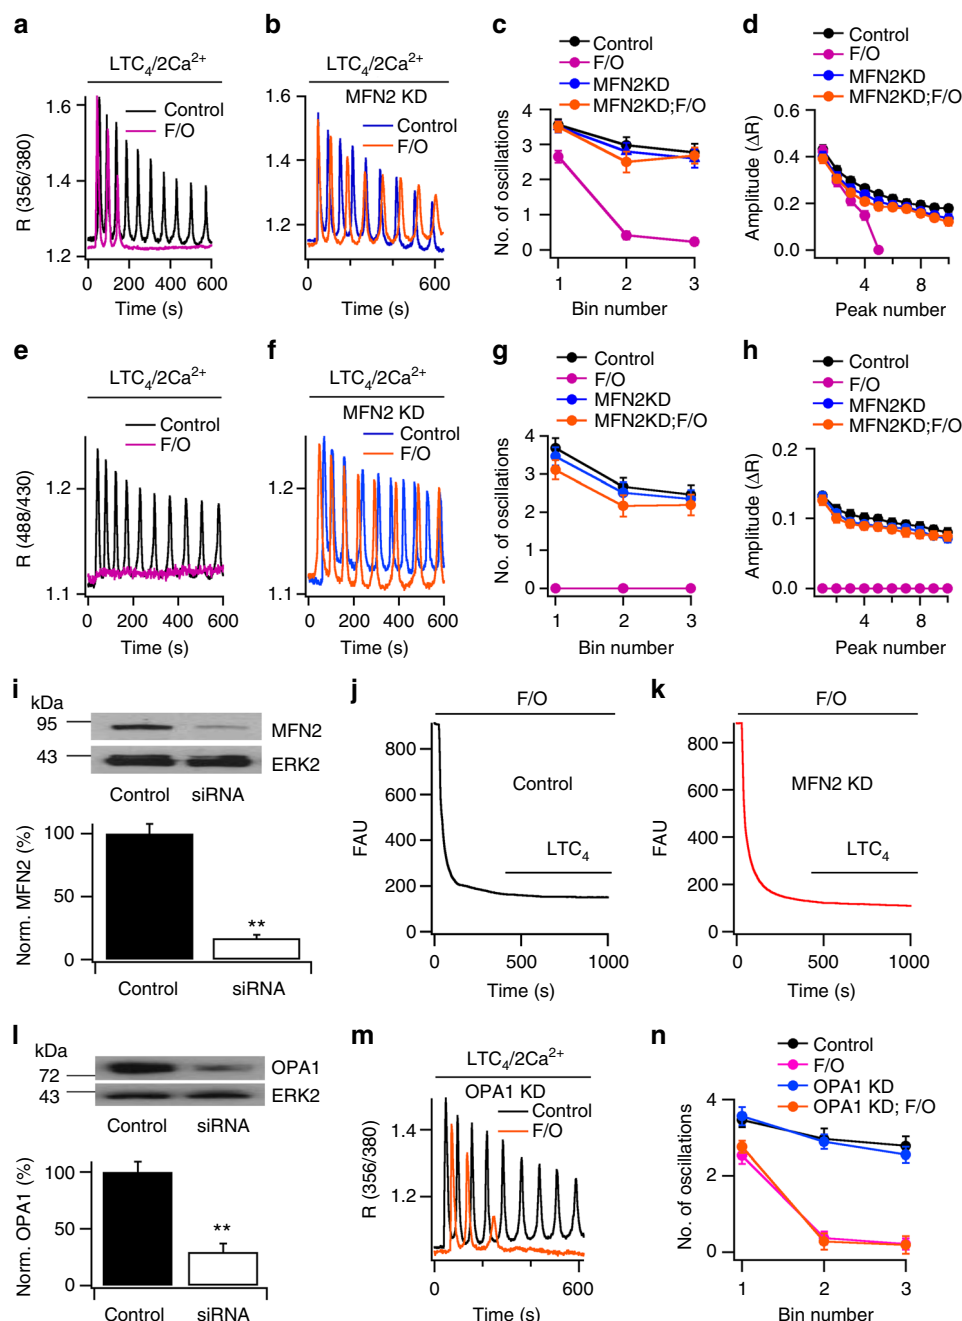 a
LTC4/2Ca2+
Control
F/O
1.6
1.4
1.2
R (356/380)
0 200 400 600
Time (s)
b
LTC4/2Ca2+
MFN2 KD
Control
F/O
1.6
1.4
1.2
0 200 400 600
Time (s)
c
Control
F/O
MFN2KD
MFN2KD;F/O
4
3
2
1
0
No. of oscillations
1 2 3
Bin number
d
Control
F/O
MFN2KD
MFN2KD;F/O
0.6
0.4
0.2
0.0
Amplitude (ΔR)
4 8
Peak number
e
LTC4/2Ca2+
Control
F/O
1.2
1.1
R (488/430)
0 200 400 600
Time (s)
f
LTC4/2Ca2+
MFN2 KD
Control
F/O
1.2
1.1
0 200 400 600
Time (s)
g
Control
F/O
MFN2KD
MFN2KD;F/O
4
3
2
1
0
No. of oscillations
1 2 3
Bin number
h
Control
F/O
MFN2KD
MFN2KD;F/O
0.2
0.1
0.0
Amplitude (ΔR)
4 8
Peak number
i
kDa
95
MFN2
43
ERK2
Control siRNA
100
50
0
Norm. MFN2 (%)
**
Control siRNA
j
F/O
800
600
400
200
0
FAU
Control
LTC4
0 500 1000
Time (s)
k
F/O
800
600
400
200
0
FAU
MFN2 KD
LTC4
0 500 1000
Time (s)
l
kDa
OPA1
72
43
ERK2
Control siRNA
100
50
0
Norm. OPA1 (%)
**
Control siRNA
m
LTC4/2Ca2+
OPA1 KD
Control
F/O
1.4
1.2
R (356/380)
0 600
Time (s)
n
Control
F/O
OPA1 KD
OPA1 KD; F/O
4
2
0
No. of oscillations
1 2 3
Bin number